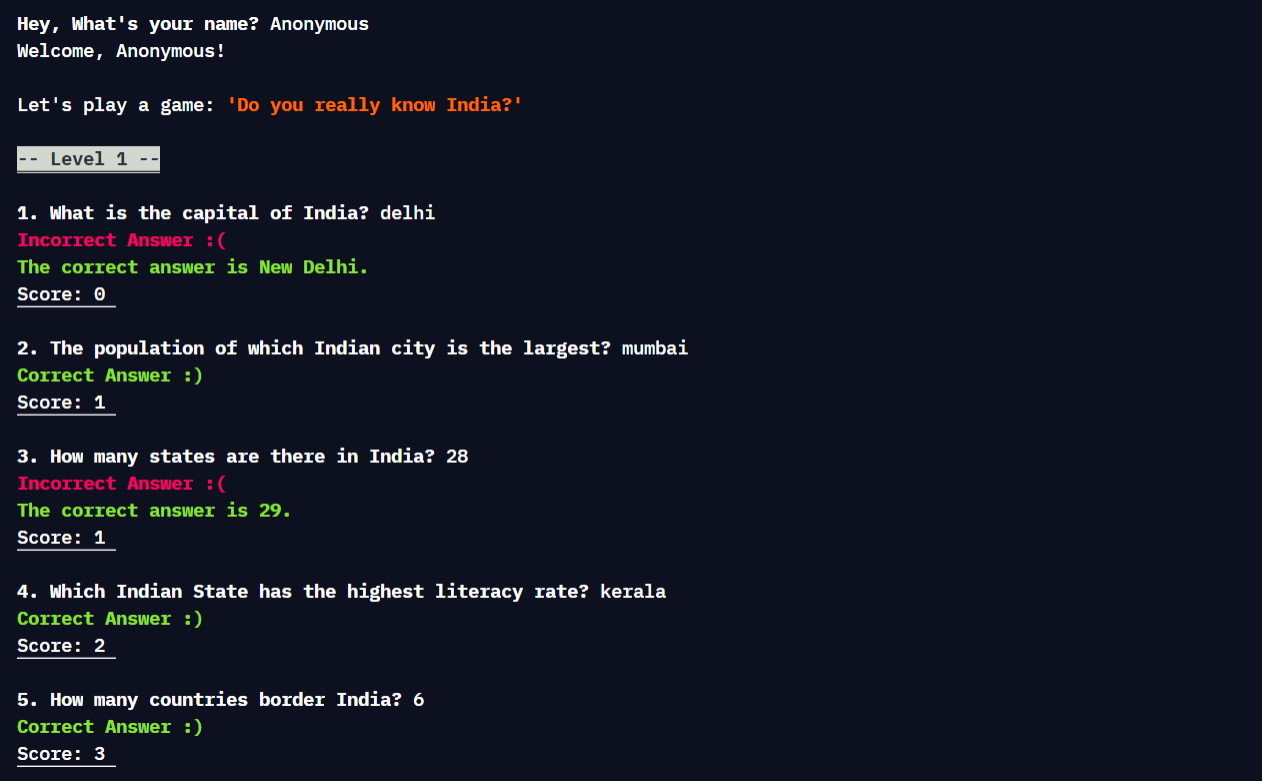 Hey, What's your name? Anonymous
Welcome, Anonymous!
Let's play a game: 'Do you really know India?'
-- Level 1 --
1. What is the capital of India? delhi
Incorrect Answer :(
The correct answer is New Delhi.
Score: 0
2. The population of which Indian city is the largest? mumbai
Correct Answer :)
Score: 1
3. How many states are there in India? 28
Incorrect Answer :(
The correct answer is 29.
Score: 1
4. Which Indian State has the highest literacy rate? kerala
Correct Answer :)
Score: 2
5. How many countries border India? 6
Correct Answer :)
Score: 3